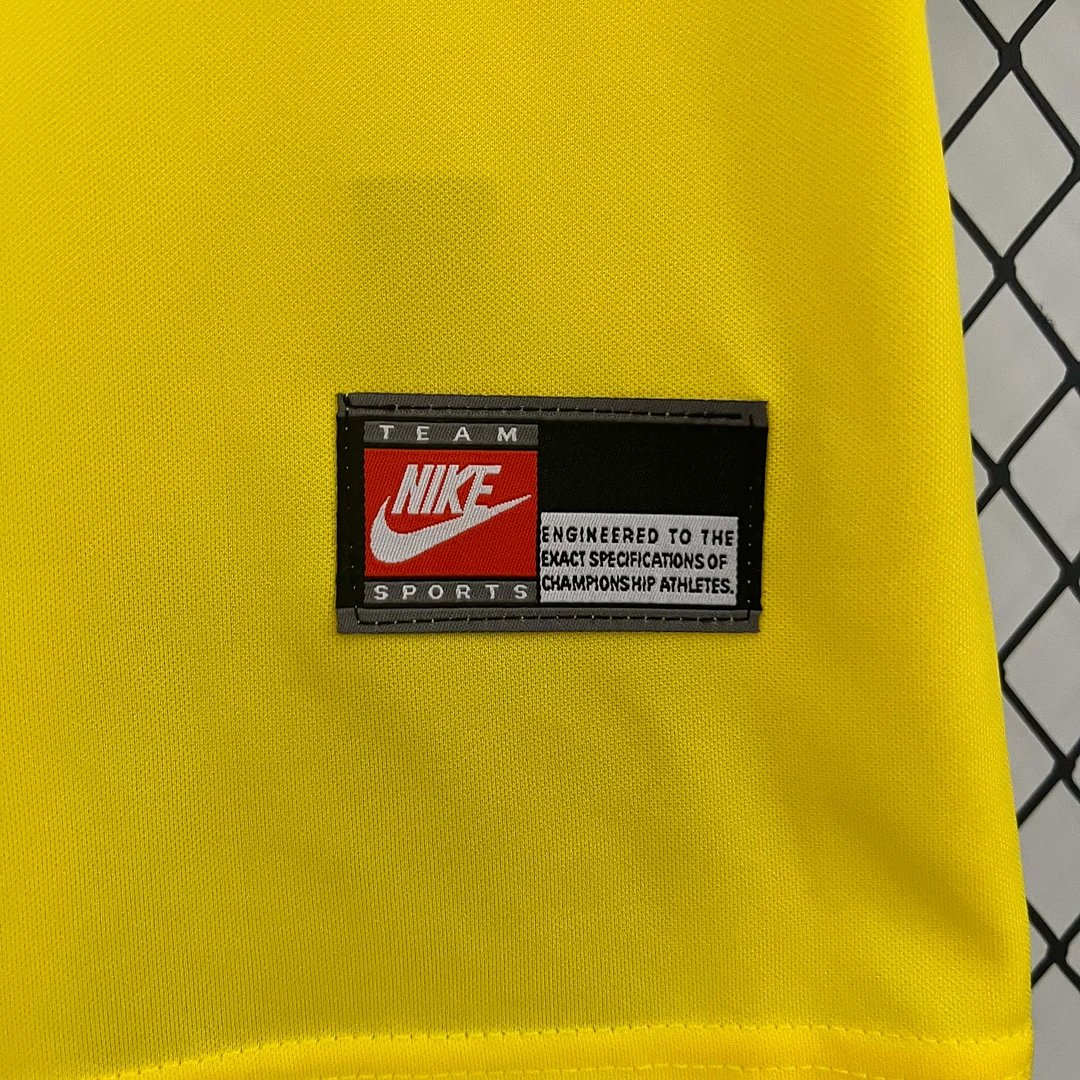 TEAM
NIKE
SPORTS
ENGINEERED TO THE
EXACT SPECIFICATIONS OF
CHAMPIONSHIP ATHLETES.